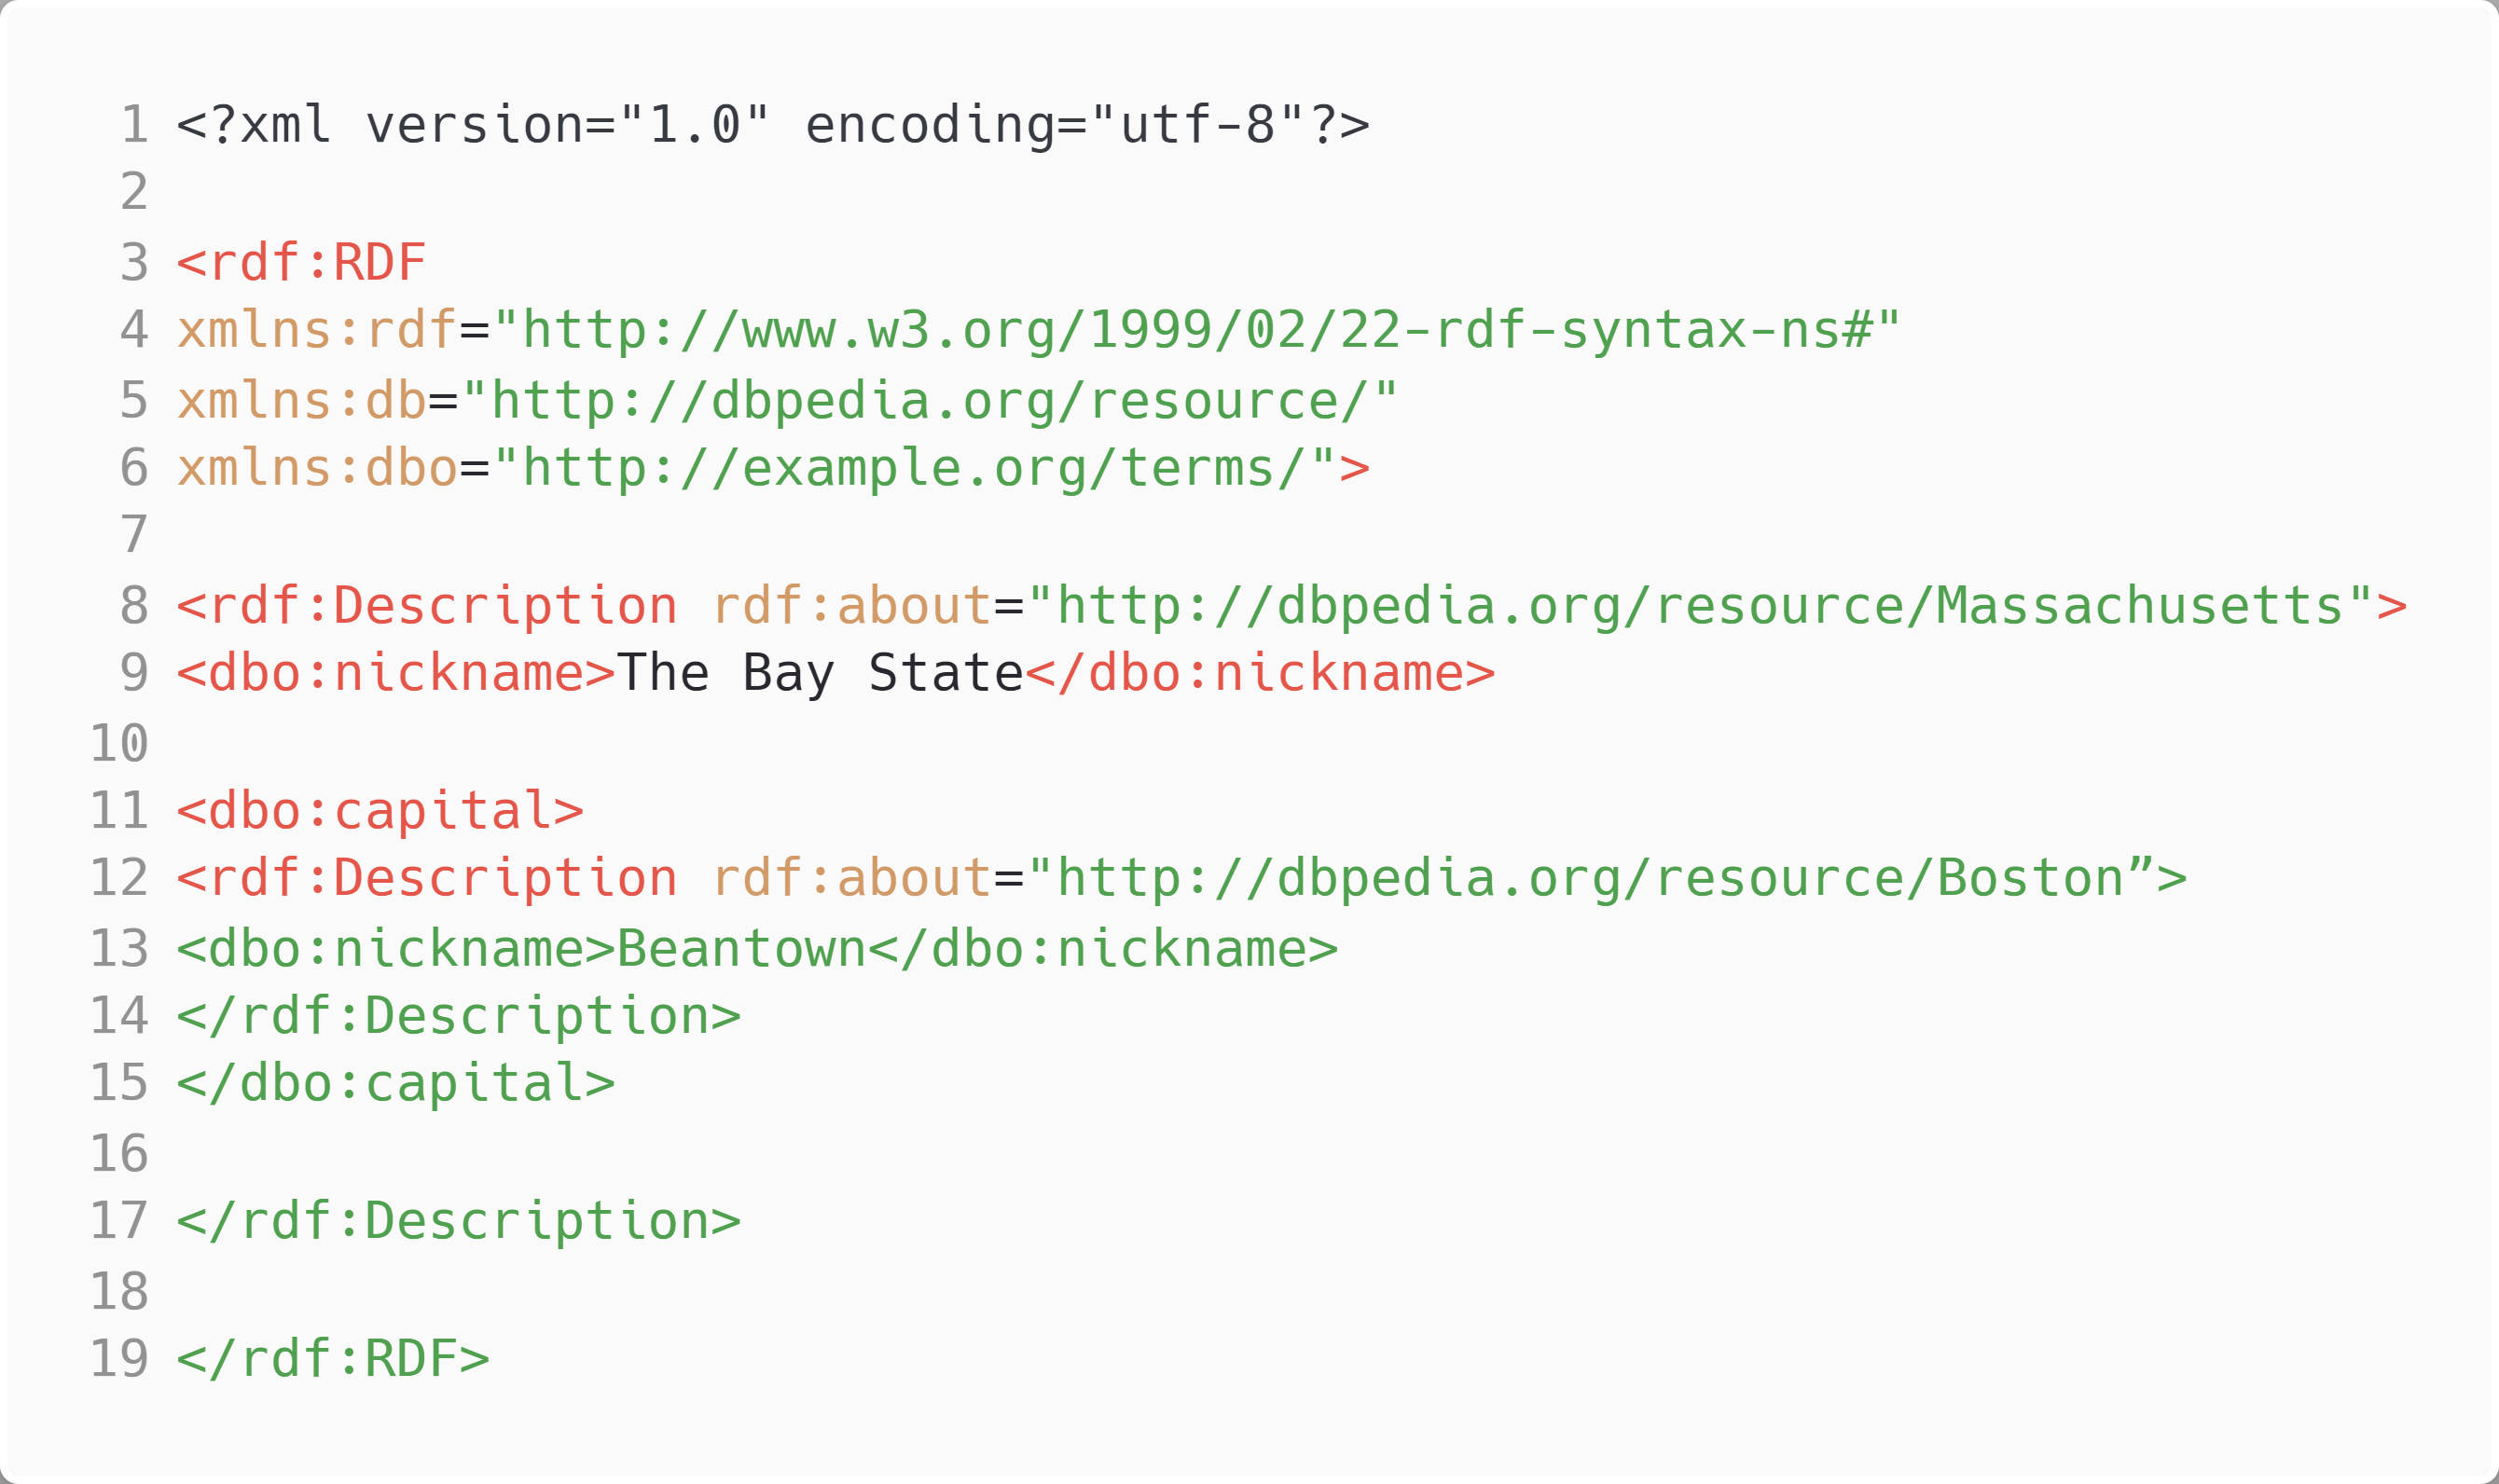 1 <?xml version="1.0" encoding="utf-8"?>
2
3 <rdf:RDF
4 xmlns:rdf="http://www.w3.org/1999/02/22-rdf-syntax-ns#"
5 xmlns:db="http://dbpedia.org/resource/"
6 xmlns:dbo="http://example.org/terms/">
7
8 <rdf:Description rdf:about="http://dbpedia.org/resource/Massachusetts">
9 <dbo:nickname>The Bay State</dbo:nickname>
10
11 <dbo:capital>
12 <rdf:Description rdf:about="http://dbpedia.org/resource/Boston”>
13 <dbo:nickname>Beantown</dbo:nickname>
14 </rdf:Description>
15 </dbo:capital>
16
17 </rdf:Description>
18
19 </rdf:RDF>